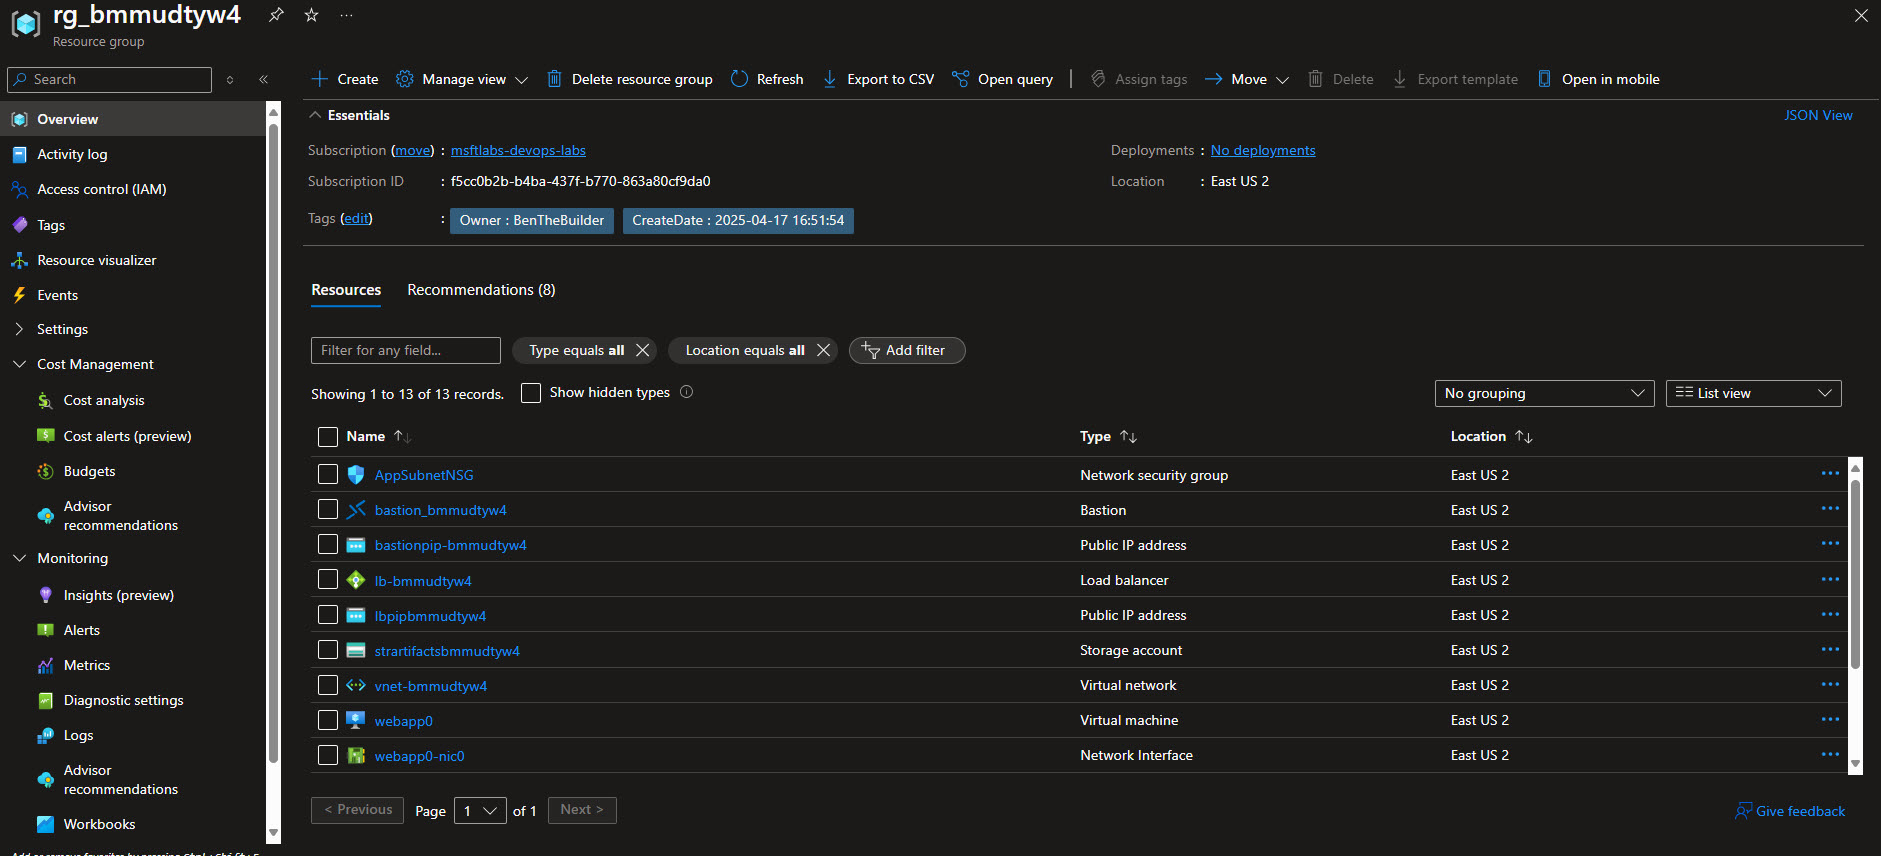 rg_bmmudtyw4 ...
Resource group
Search
Create Manage view Delete resource group Refresh Export to CSV Open query Assign tags Move Delete Export template Open in mobile
Overview
Activity log
Access control (IAM)
Tags
Resource visualizer
Events
Settings
Cost Management
Cost analysis
Cost alerts (preview)
Budgets
Advisor
recommendations
Monitoring
Insights (preview)
Alerts
Metrics
Diagnostic settings
Logs
Advisor
recommendations
Workbooks
Essentials JSON View
Subscription (move) : msftlabs-devops-labs Deployments : No deployments
Subscription ID : f5cc0b2b-b4ba-437f-b770-863a80cf9da0 Location : East US 2
Tags (edit) : Owner : BenTheBuilder CreateDate : 2025-04-17 16:51:54
Resources Recommendations (8)
Filter for any field... Type equals all Location equals all Add filter
Showing 1 to 13 of 13 records. Show hidden types No grouping List view
Name Type Location
AppSubnetNSG Network security group East US 2 ...
bastion_bmmudtyw4 Bastion East US 2 ...
bastionpip-bmmudtyw4 Public IP address East US 2 ...
lb-bmmudtyw4 Load balancer East US 2 ...
lbpipbmmudtyw4 Public IP address East US 2 ...
strartifactsbmmudtyw4 Storage account East US 2 ...
vnet-bmmudtyw4 Virtual network East US 2 ...
webapp0 Virtual machine East US 2 ...
webapp0-nic0 Network Interface East US 2 ...
< Previous Page 1 of 1 Next > Give feedback